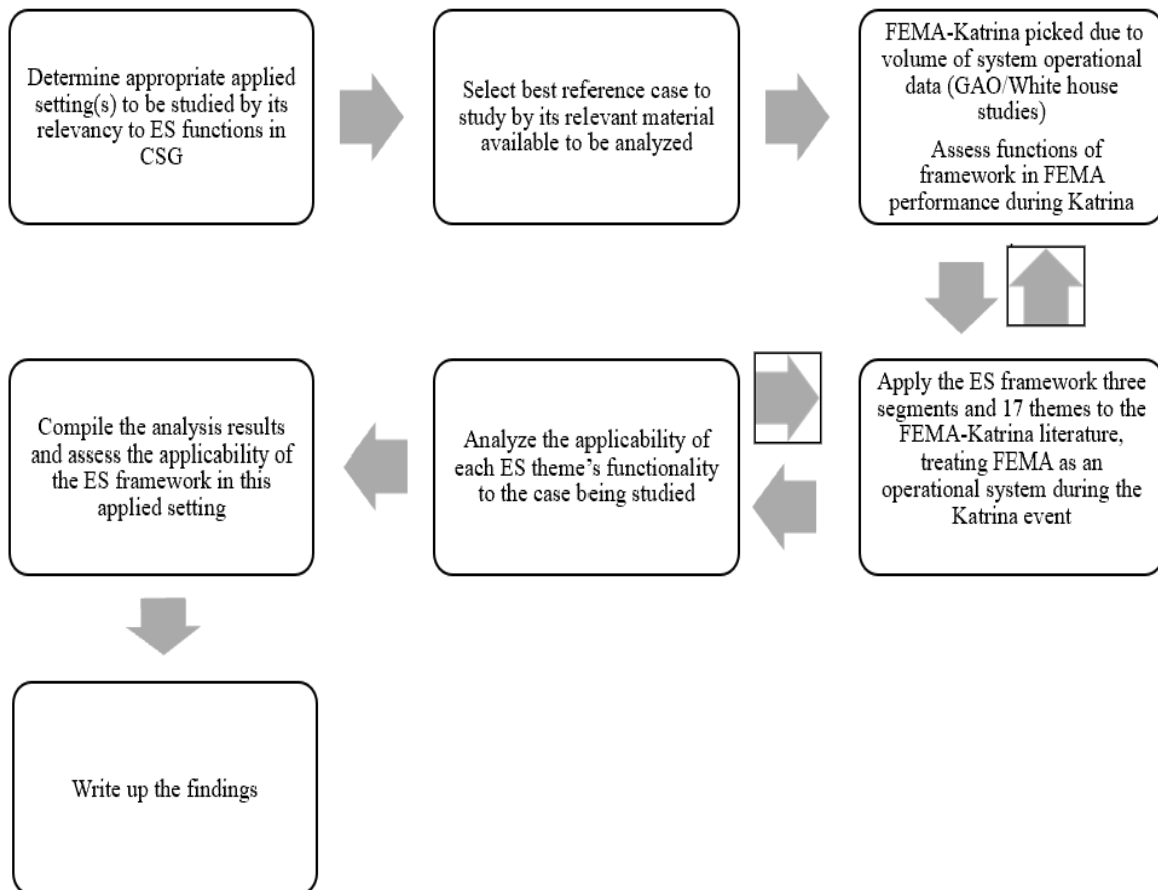 Determine appropriate applied
setting(s) to be studied by its
relevancy to ES functions in
CSG
Select best reference case to
study by its relevant material
available to be analyzed
FEMA-Katrina picked due to
volume of system operational
data (GAO/White house
studies)
Assess functions of
framework in FEMA
performance during Katrina
Apply the ES framework three
segments and 17 themes to the
FEMA-Katrina literature,
treating FEMA as an
operational system during the
Katrina event
Analyze the applicability of
each ES theme’s functionality
to the case being studied
Compile the analysis results
and assess the applicability of
the ES framework in this
applied setting
Write up the findings